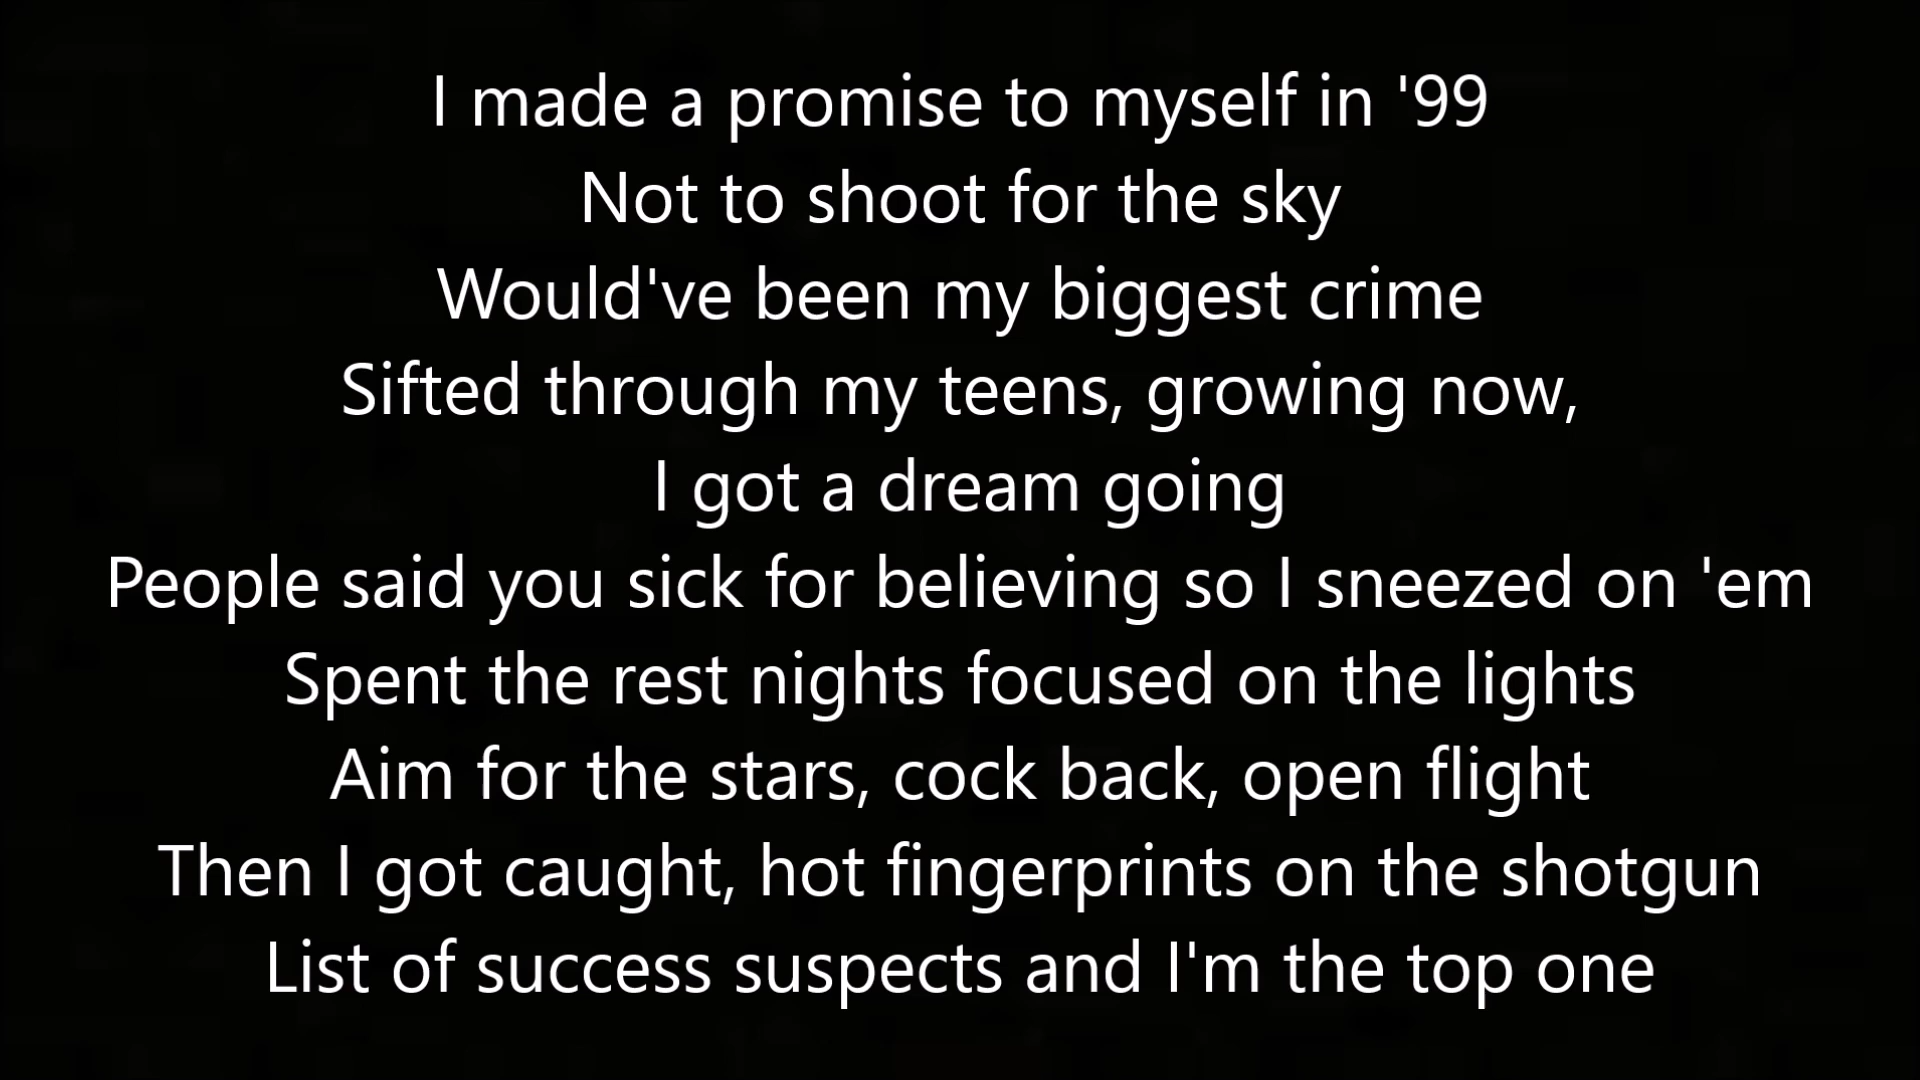 I made a promise to myself in '99
Not to shoot for the sky
Would've been my biggest crime
Sifted through my teens, growing now,
I got a dream going
People said you sick for believing so I sneezed on 'em
Spent the rest nights focused on the lights
Aim for the stars, cock back, open flight
Then I got caught, hot fingerprints on the shotgun
List of success suspects and I'm the top one